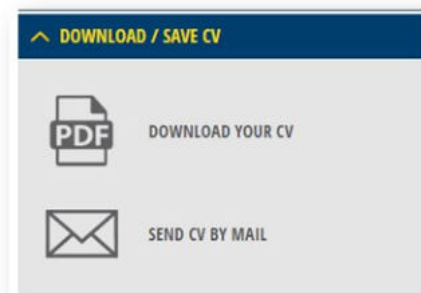 DOWNLOAD / SAVE CV
PDF
DOWNLOAD YOUR CV
SEND CV BY MAIL